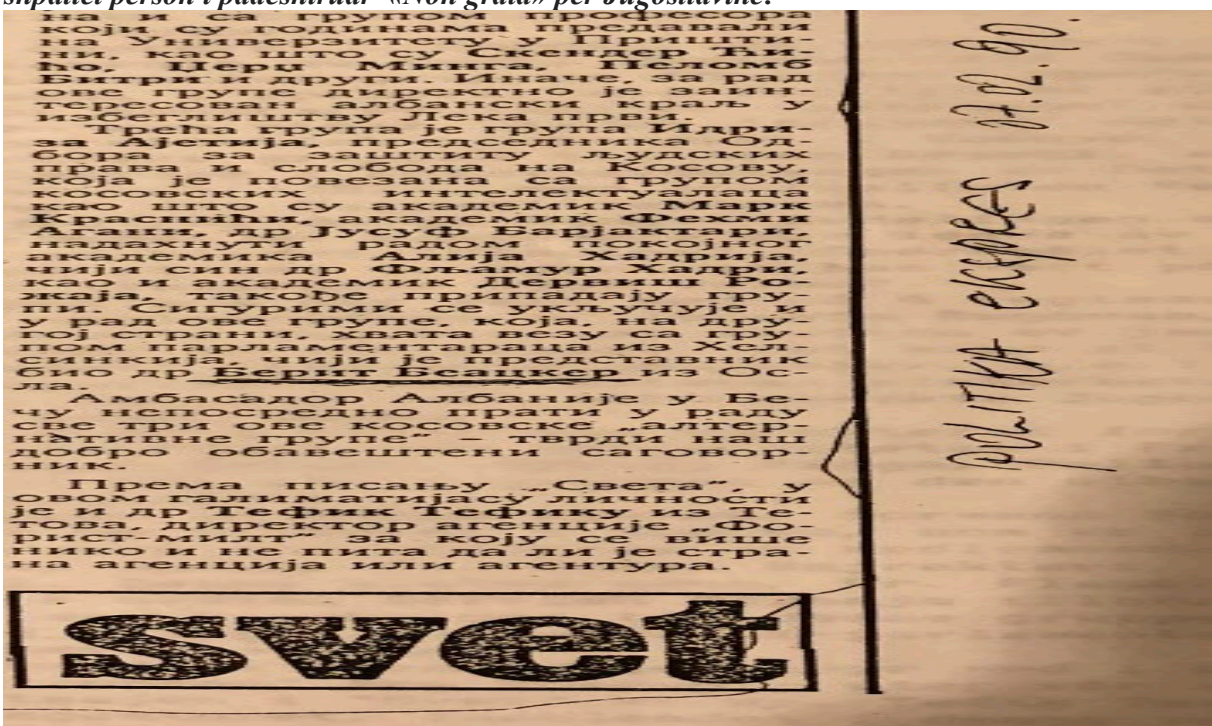 shpallet person i padëshiruar «Non grata» për Jugosllavinë!
на и са групом професора
који су годинама предавали
на Универзитету у Пришти-
ни, као што су Скендер Ћи-
ћо, Џерџ Минга, Пеломб
Битри и други. Иначе, за рад
ове групе директно је заин-
тересован албански краљ у
избеглиштву Лека први.
Трећа група је група Идри-
за Ајетија, председника Од-
бора за заштиту људских
права и слобода на Косову,
која је повезана са групом
косовских интелектуалаца
као што су академик Марк
Краснићи, академик Фехми
Агани, др Јусуф Барјактари,
надахнути радом покојног
академика Алија Хадрија,
чији син др Фљамур Хадри,
као и академик Дервиш Ро-
жаја, такође припадају гру-
пи. Сигурими се укључује и
у рад ове групе, која, на дру-
гој страни, хвата везу са гру-
пом парламентараца из Хел-
синкија, чији је представник
био др Берит Беацкер из Ос-
ла.
Амбасадор Албаније у Бе-
чу непосредно прати у раду
све три ове косовске „алтер-
нативне групе“ – тврди наш
добро обавештени саговор-
ник.
Према писању „Света“, у
овом галиматијасу личности
је и др Тефик Тефику из Те-
това, директор агенције „Фо-
рист-милт“ за коју се више
нико и не пита да ли је стра-
на агенција или агентура.
svet
POLITIKA ekspres 27.02.90.